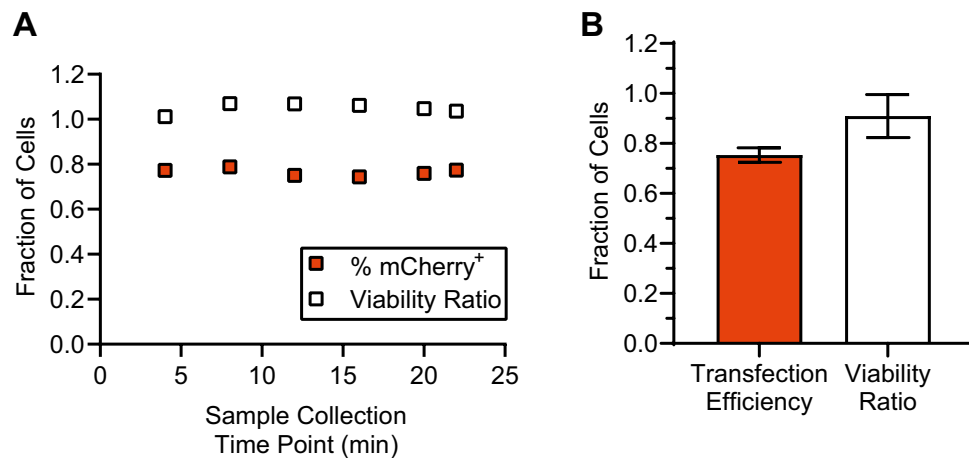 A
Fraction of Cells
1.2
1.0
0.8
0.6
0.4
0.2
0.0
0
5
10
15
20
25
% mCherry⁺
Viability Ratio
Sample Collection
Time Point (min)
B
Fraction of Cells
1.2
1.0
0.8
0.6
0.4
0.2
0.0
Transfection
Efficiency
Viability
Ratio